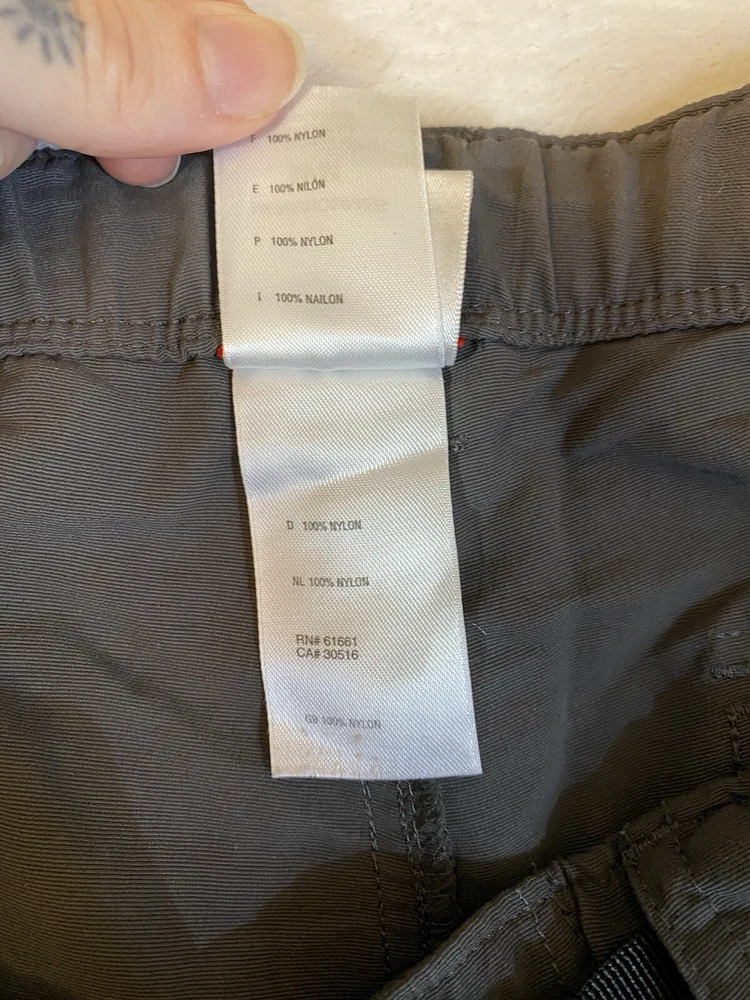 F 100% NYLON
E 100% NILÓN
P 100% NYLON
I 100% NAILON
D 100% NYLON
NL 100% NYLON
RN# 61661
CA# 30516
GB 100% NYLON